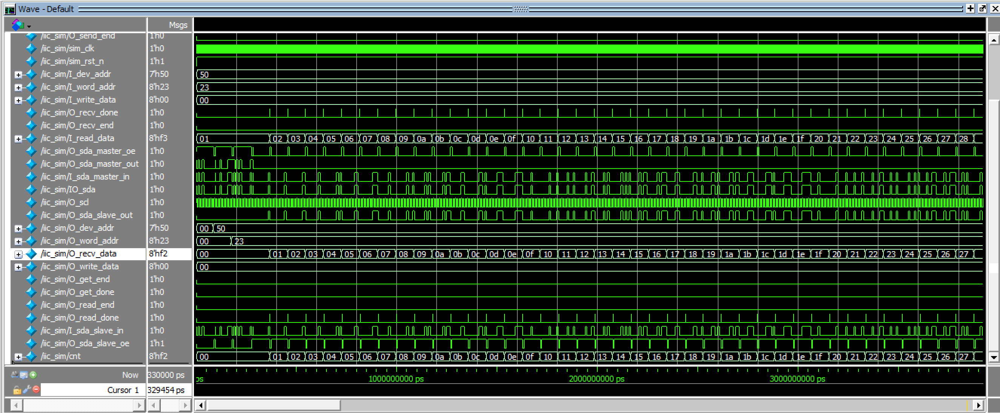 Wave - Default
Msgs
/iic_sim/O_send_end 1'h0
/iic_sim/sim_clk 1'h0
/iic_sim/sim_rst_n 1'h1
/iic_sim/I_dev_addr 7'h50 50
/iic_sim/I_word_addr 8'h23 23
/iic_sim/I_write_data 8'h00 00
/iic_sim/O_recv_done 1'h0
/iic_sim/O_recv_end 1'h0
/iic_sim/I_read_data 8'hf3 01 02 03 04 05 06 07 08 09 0a 0b 0c 0d 0e 0f 10 11 12 13 14 15 16 17 18 19 1a 1b 1c 1d 1e 1f 20 21 22 23 24 25 26 27 28
/iic_sim/O_sda_master_oe 1'h0
/iic_sim/O_sda_master_out 1'h0
/iic_sim/I_sda_master_in 1'h0
/iic_sim/IO_sda 1'h0
/iic_sim/O_scl 1'h0
/iic_sim/O_sda_slave_out 1'h0
/iic_sim/O_dev_addr 7'h50 00 50
/iic_sim/O_word_addr 8'h23 00 23
/iic_sim/O_recv_data 8'hf2 00 01 02 03 04 05 06 07 08 09 0a 0b 0c 0d 0e 0f 10 11 12 13 14 15 16 17 18 19 1a 1b 1c 1d 1e 1f 20 21 22 23 24 25 26 27
/iic_sim/O_write_data 8'h00 00
/iic_sim/O_get_end 1'h0
/iic_sim/O_get_done 1'h0
/iic_sim/O_read_end 1'h0
/iic_sim/O_read_done 1'h0
/iic_sim/I_sda_slave_in 1'h0
/iic_sim/O_sda_slave_oe 1'h1
/iic_sim/cnt 8'hf2 00 01 02 03 04 05 06 07 08 09 0a 0b 0c 0d 0e 0f 10 11 12 13 14 15 16 17 18 19 1a 1b 1c 1d 1e 1f 20 21 22 23 24 25 26 27
Now 330000 ps ps 1000000000 ps 2000000000 ps 3000000000 ps
Cursor 1 329454 ps